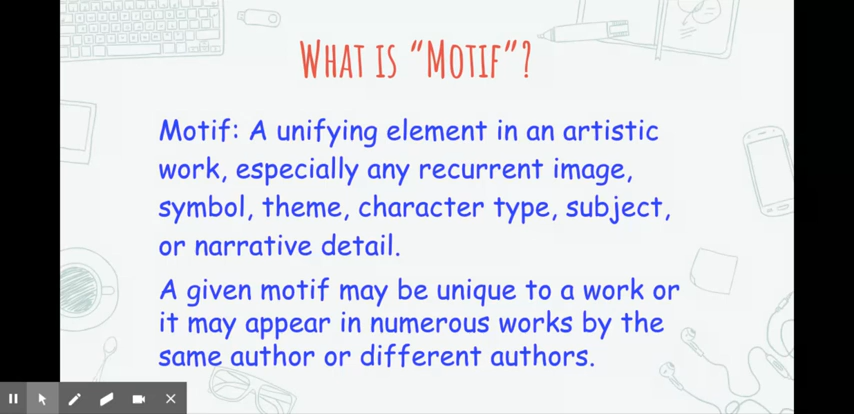 What is “Motif”?
Motif: A unifying element in an artistic
work, especially any recurrent image,
symbol, theme, character type, subject,
or narrative detail.
A given motif may be unique to a work or
it may appear in numerous works by the
same author or different authors.